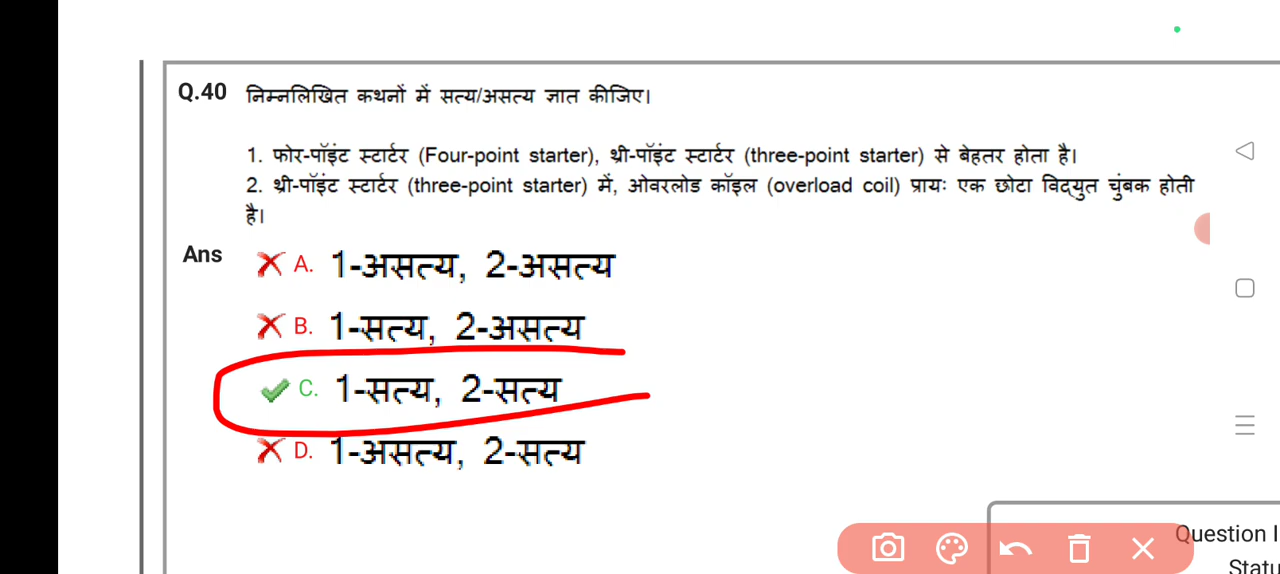 Q.40 निम्नलिखित कथनों में सत्य/असत्य ज्ञात कीजिए।
1. फोर-पॉइंट स्टार्टर (Four-point starter), थ्री-पॉइंट स्टार्टर (three-point starter) से बेहतर होता है।
2. थ्री-पॉइंट स्टार्टर (three-point starter) में, ओवरलोड कॉइल (overload coil) प्रायः एक छोटा विद्युत चुंबक होती
है।
Ans A. 1-असत्य, 2-असत्य
B. 1-सत्य, 2-असत्य
C. 1-सत्य, 2-सत्य
D. 1-असत्य, 2-सत्य
Question I
Statu